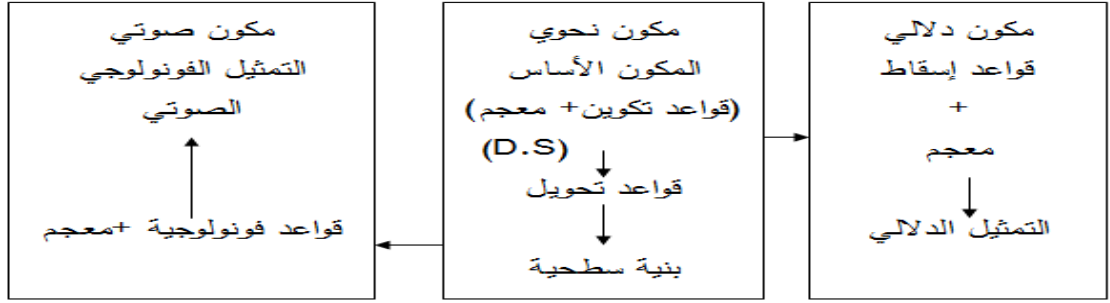 مكون دلالي
قواعد إسقاط
+
معجم
التمثيل الدلالي
مكون نحوي
المكون الأساس
(قواعد تكوين+ معجم)
(D.S)
قواعد تحويل
بنية سطحية
مكون صوتي
التمثيل الفونولوجي
الصوتي
قواعد فونولوجية +معجم